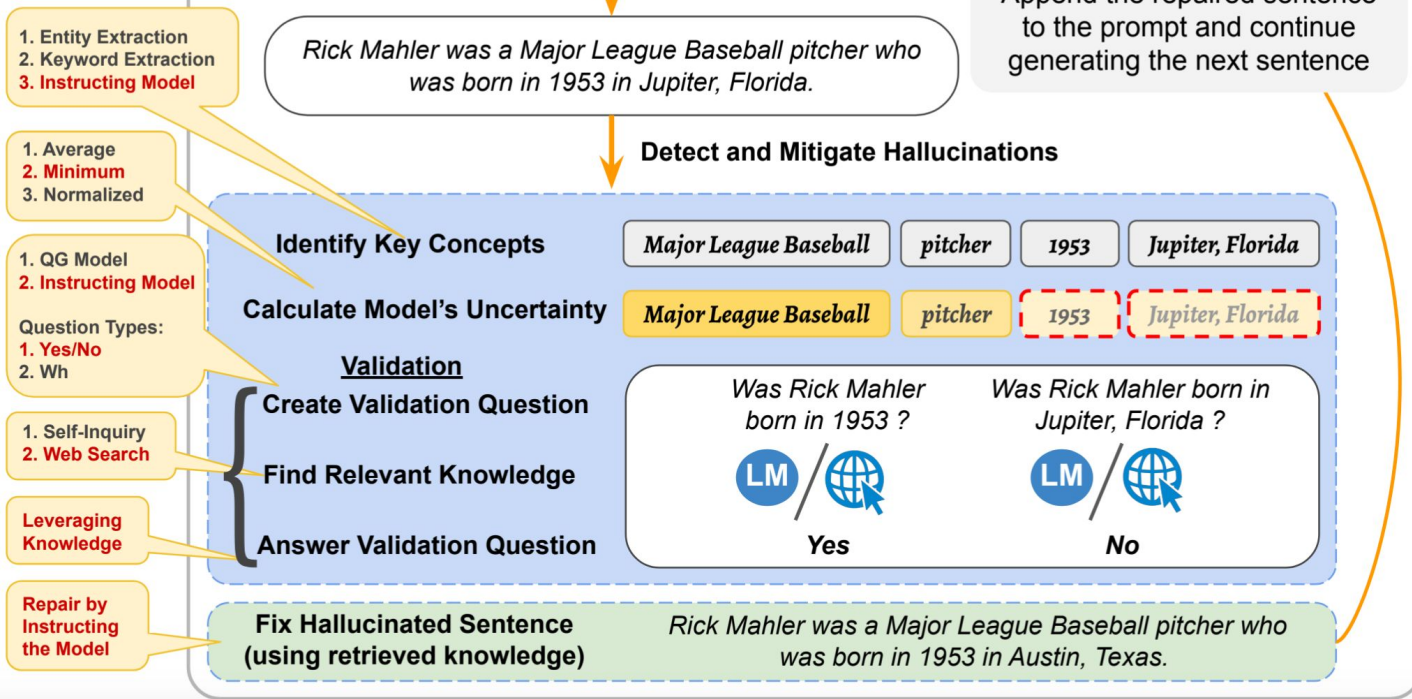 Append the repaired sentence
to the prompt and continue
generating the next sentence
1. Entity Extraction
2. Keyword Extraction
3. Instructing Model
Rick Mahler was a Major League Baseball pitcher who
was born in 1953 in Jupiter, Florida.
Detect and Mitigate Hallucinations
1. Average
2. Minimum
3. Normalized
Identify Key Concepts
Major League Baseball
pitcher
1953
Jupiter, Florida
1. QG Model
2. Instructing Model
Question Types:
1. Yes/No
2. Wh
Calculate Model's Uncertainty
Major League Baseball
pitcher
1953
Jupiter, Florida
Validation
Create Validation Question
Was Rick Mahler
born in 1953 ?
Was Rick Mahler born in
Jupiter, Florida ?
1. Self-Inquiry
2. Web Search
Find Relevant Knowledge
LM
LM
Leveraging
Knowledge
Answer Validation Question
Yes
No
Repair by
Instructing
the Model
Fix Hallucinated Sentence
(using retrieved knowledge)
Rick Mahler was a Major League Baseball pitcher who
was born in 1953 in Austin, Texas.